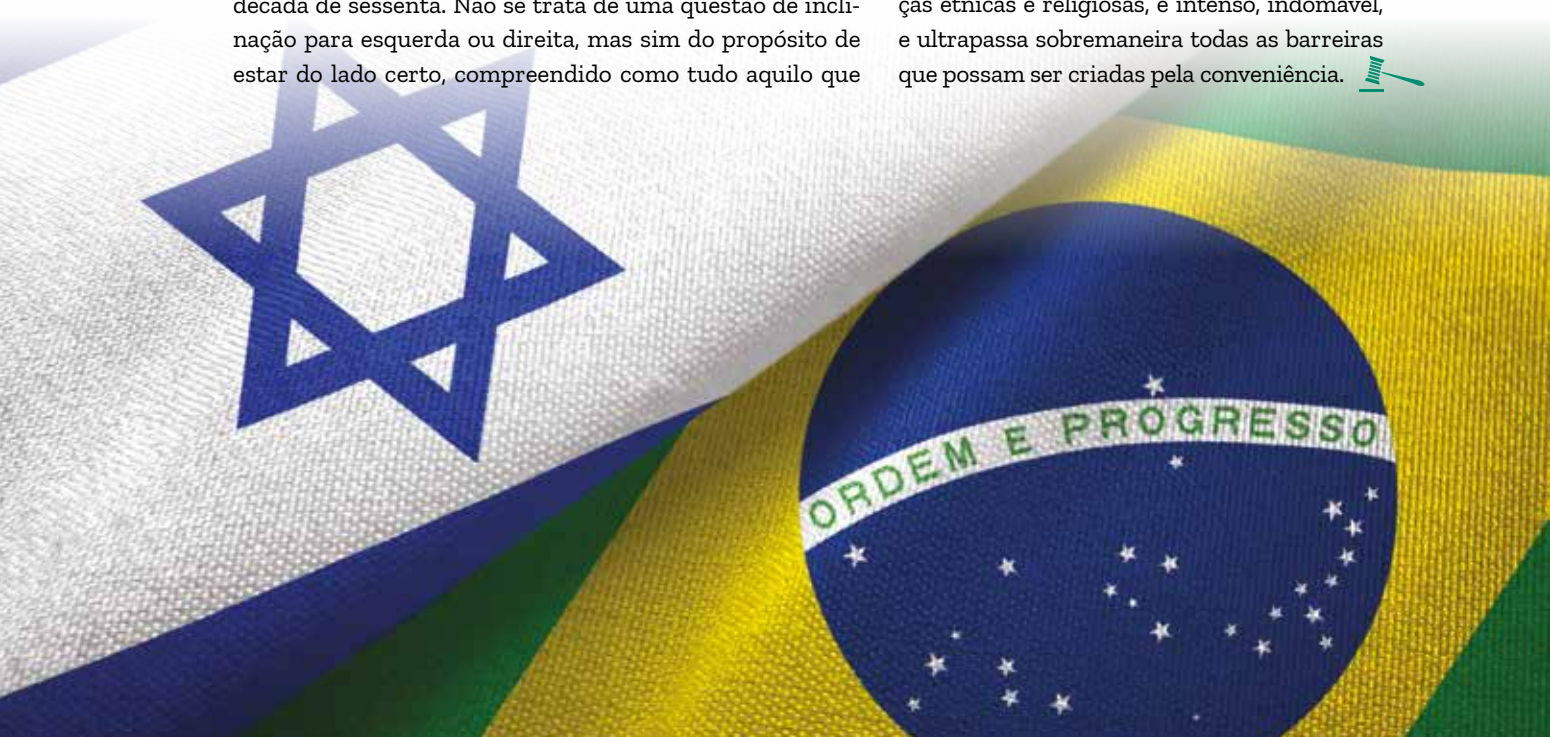 década de sessenta. Não se trata de uma questão de incli-
nação para esquerda ou direita, mas sim do propósito de
estar do lado certo, compreendido como tudo aquilo que
ças étnicas e religiosas, é intenso, indomável,
e ultrapassa sobremaneira todas as barreiras
que possam ser criadas pela conveniência.
ORDEM E PROGRESSO